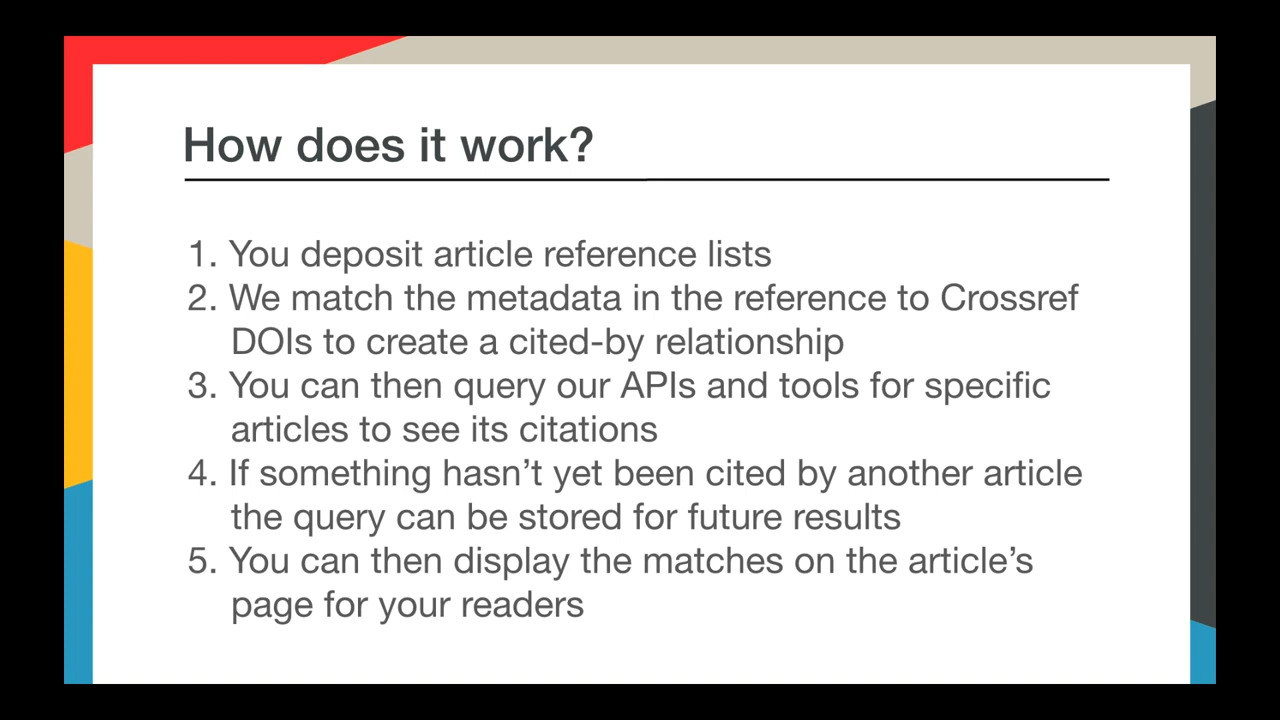 How does it work?
1. You deposit article reference lists
2. We match the metadata in the reference to Crossref
DOIs to create a cited-by relationship
3. You can then query our APIs and tools for specific
articles to see its citations
4. If something hasn’t yet been cited by another article
the query can be stored for future results
5. You can then display the matches on the article’s
page for your readers